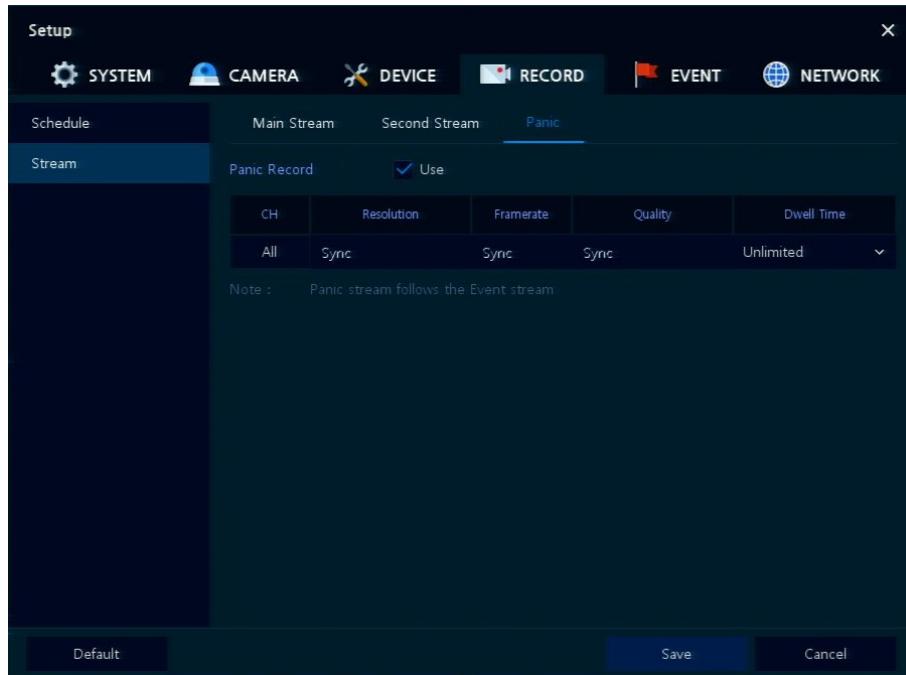 Setup
SYSTEM CAMERA DEVICE RECORD EVENT NETWORK
Schedule
Stream
Main Stream Second Stream Panic
Panic Record Use
CH Resolution Framerate Quality Dwell Time
All Sync Sync Sync Unlimited
Note : Panic stream follows the Event stream
Default Save Cancel